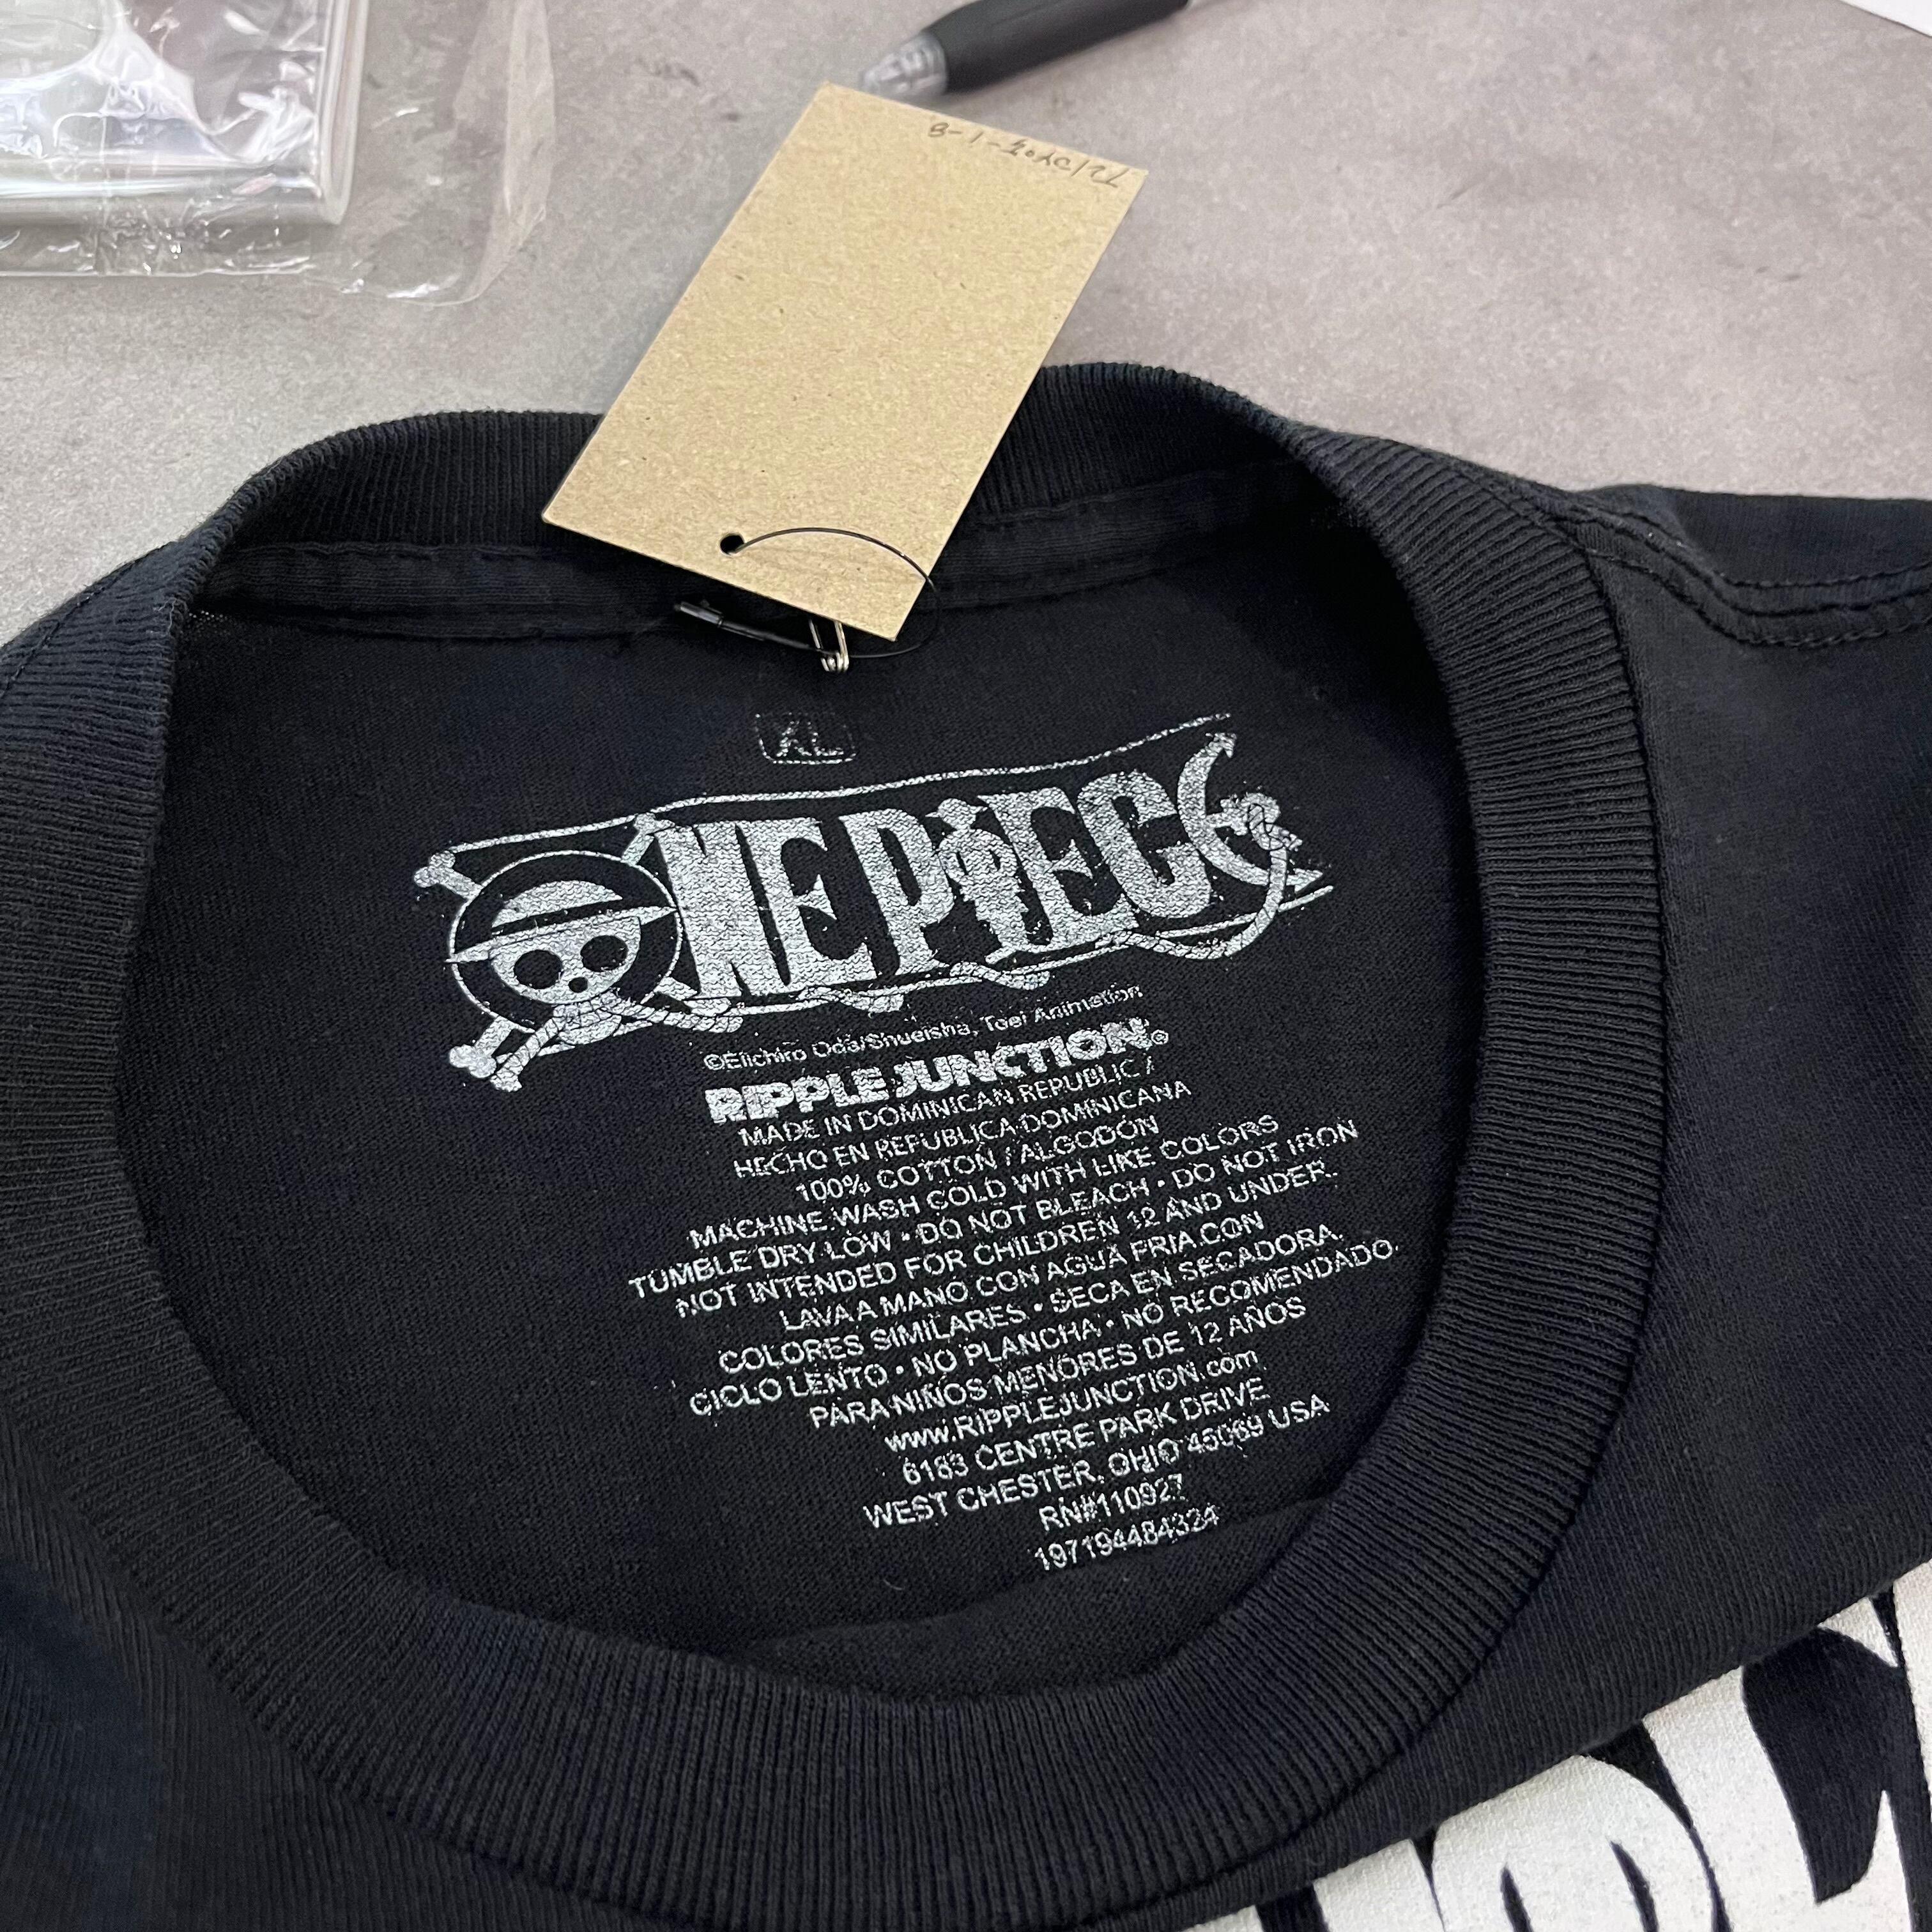 XL
ONE PIECE
©Eiichiro Oda/Shueisha, Toei Animation
RIPPLE JUNCTION®
MADE IN DOMINICAN REPUBLIC /
HECHO EN REPUBLICA DOMINICANA
100% COTTON / ALGODÓN
MACHINE WASH COLD WITH LIKE COLORS
TUMBLE DRY LOW • DO NOT BLEACH • DO NOT IRON
NOT INTENDED FOR CHILDREN 12 AND UNDER.
LAVA A MANO CON AGUA FRIA CON
COLORES SIMILARES • SECA EN SECADORA
CICLO LENTO • NO PLANCHA • NO RECOMENDADO
PARA NIÑOS MENORES DE 12 AÑOS
www.RIPPLEJUNCTION.com
6183 CENTRE PARK DRIVE
WEST CHESTER, OHIO 45069 USA
RN#110927
197194484324